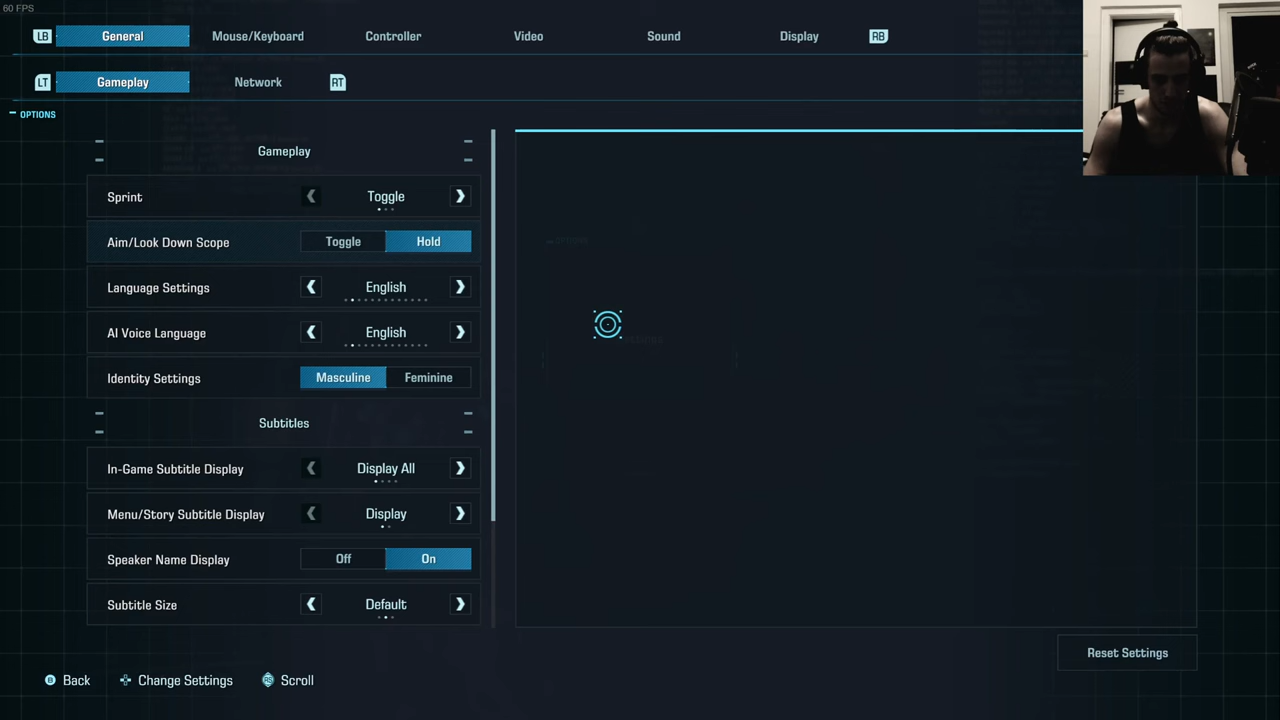 60 FPS
LB General Mouse/Keyboard Controller Video Sound Display RB
LT Gameplay Network RT
OPTIONS
Gameplay
Sprint Toggle
Aim/Look Down Scope Toggle Hold
Language Settings English
AI Voice Language English
Identity Settings Masculine Feminine
Subtitles
In-Game Subtitle Display Display All
Menu/Story Subtitle Display Display
Speaker Name Display Off On
Subtitle Size Default
Reset Settings
B Back Change Settings RS Scroll